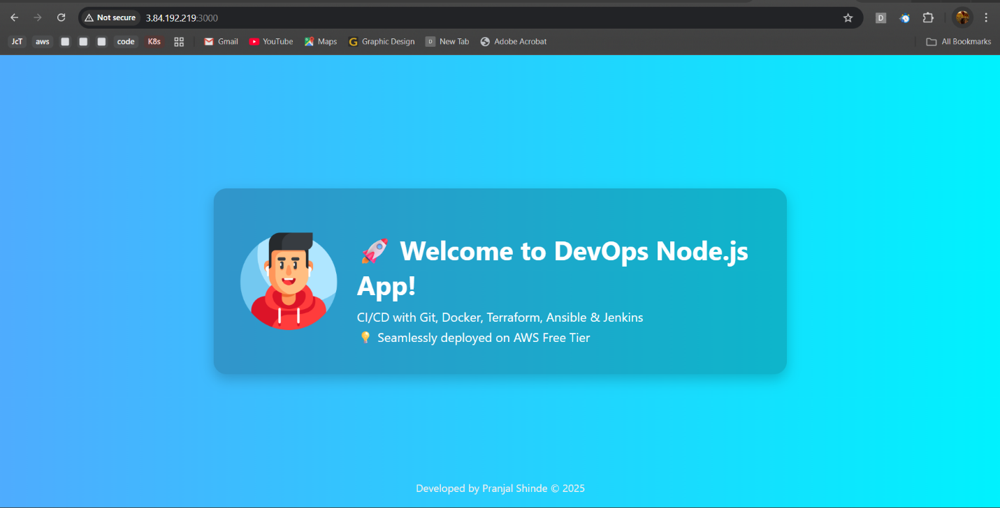 Not secure 3.84.192.219:3000
D
JcT aws code K8s Gmail YouTube Maps G Graphic Design D New Tab Adobe Acrobat All Bookmarks
🚀 Welcome to DevOps Node.js
App!
CI/CD with Git, Docker, Terraform, Ansible & Jenkins
💡 Seamlessly deployed on AWS Free Tier
Developed by Pranjal Shinde © 2025